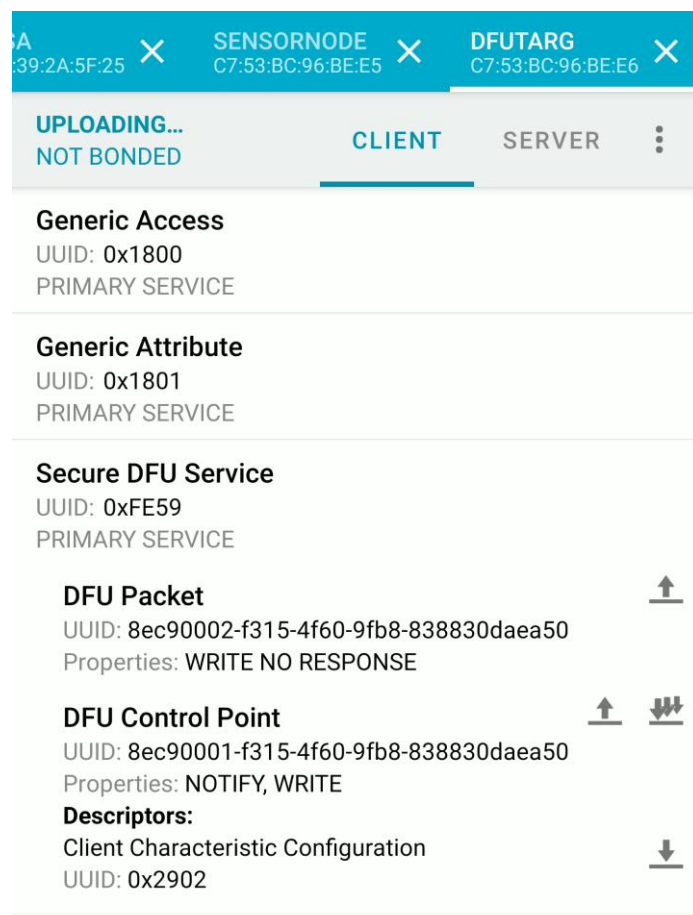 SA
:39:2A:5F:25
SENSORNODE
C7:53:BC:96:BE:E5
DFUTARG
C7:53:BC:96:BE:E6
UPLOADING...
NOT BONDED
CLIENT
SERVER
Generic Access
UUID: 0x1800
PRIMARY SERVICE
Generic Attribute
UUID: 0x1801
PRIMARY SERVICE
Secure DFU Service
UUID: 0xFE59
PRIMARY SERVICE
DFU Packet
UUID: 8ec90002-f315-4f60-9fb8-838830daea50
Properties: WRITE NO RESPONSE
DFU Control Point
UUID: 8ec90001-f315-4f60-9fb8-838830daea50
Properties: NOTIFY, WRITE
Descriptors:
Client Characteristic Configuration
UUID: 0x2902